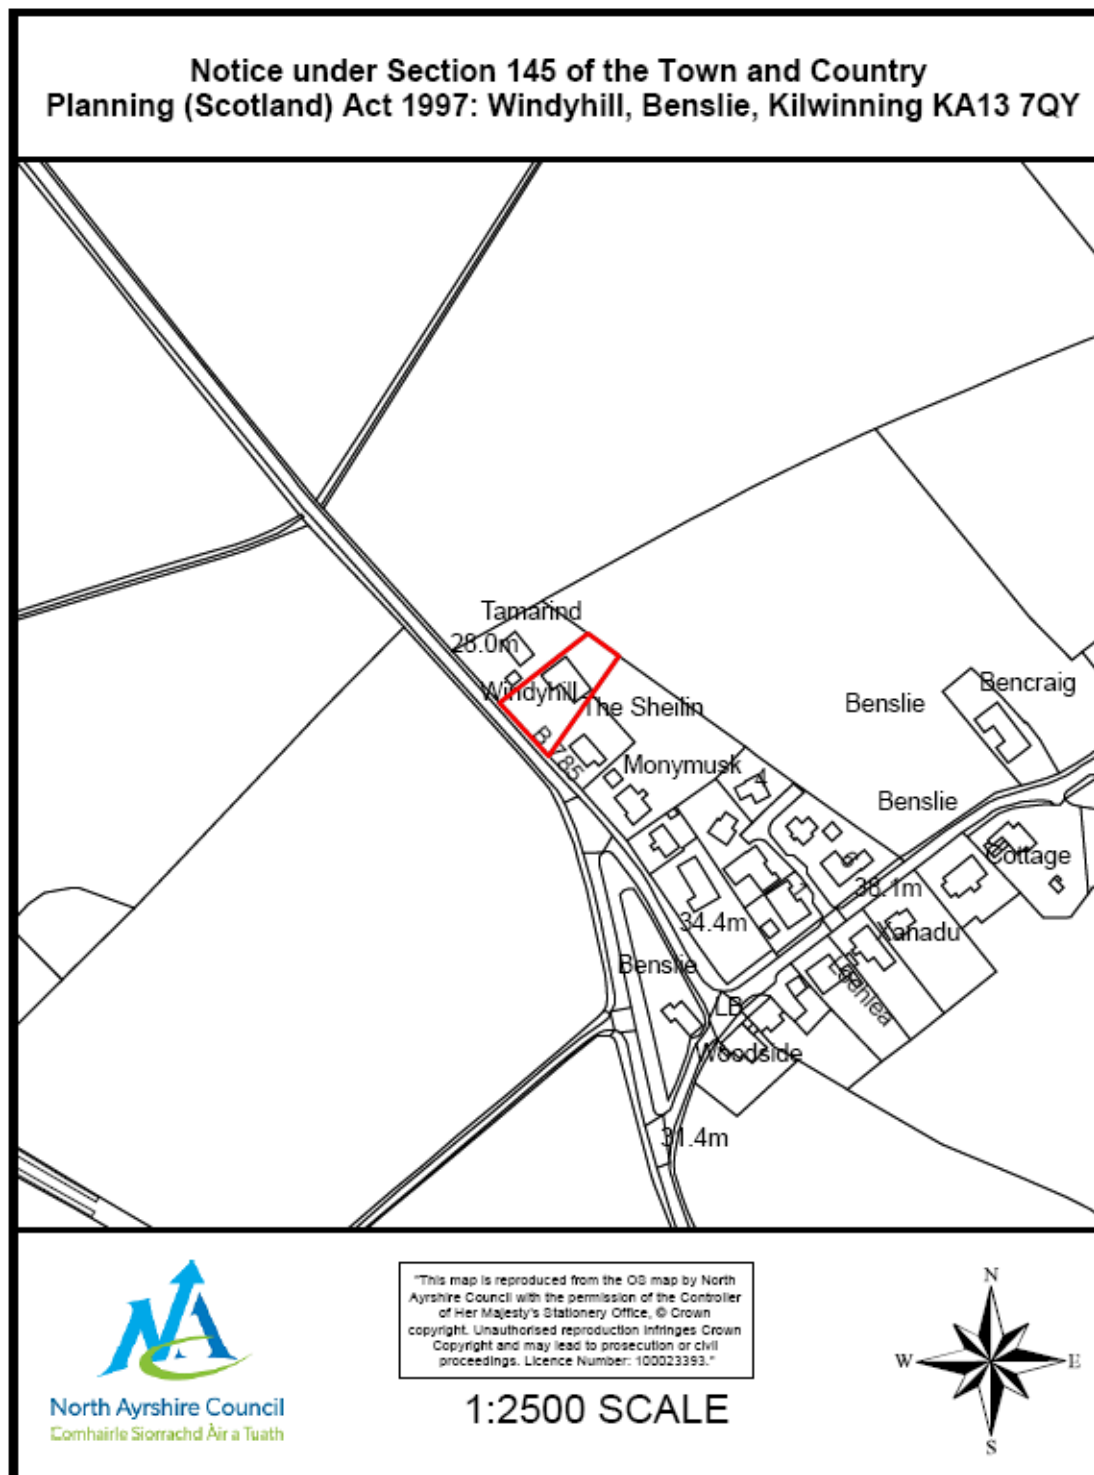 Notice under Section 145 of the Town and Country
Planning (Scotland) Act 1997: Windyhill, Benslie, Kilwinning KA13 7QY
Tamarind
28.0m
Windyhill
The Sheilin
B 785
Monymusk
4
Benslie
Bencraig
Benslie
Cottage
6
38.1m
Xanadu
34.4m
Benslie
LB
Woodside
31.4m
North Ayrshire Council
Comhairle Siorrachd Àir a Tuath
"This map is reproduced from the OS map by North
Ayrshire Council with the permission of the Controller
of Her Majesty's Stationery Office, © Crown
copyright. Unauthorised reproduction infringes Crown
Copyright and may lead to prosecution or civil
proceedings. Licence Number: 100023393."
1:2500 SCALE
N
W
E
S